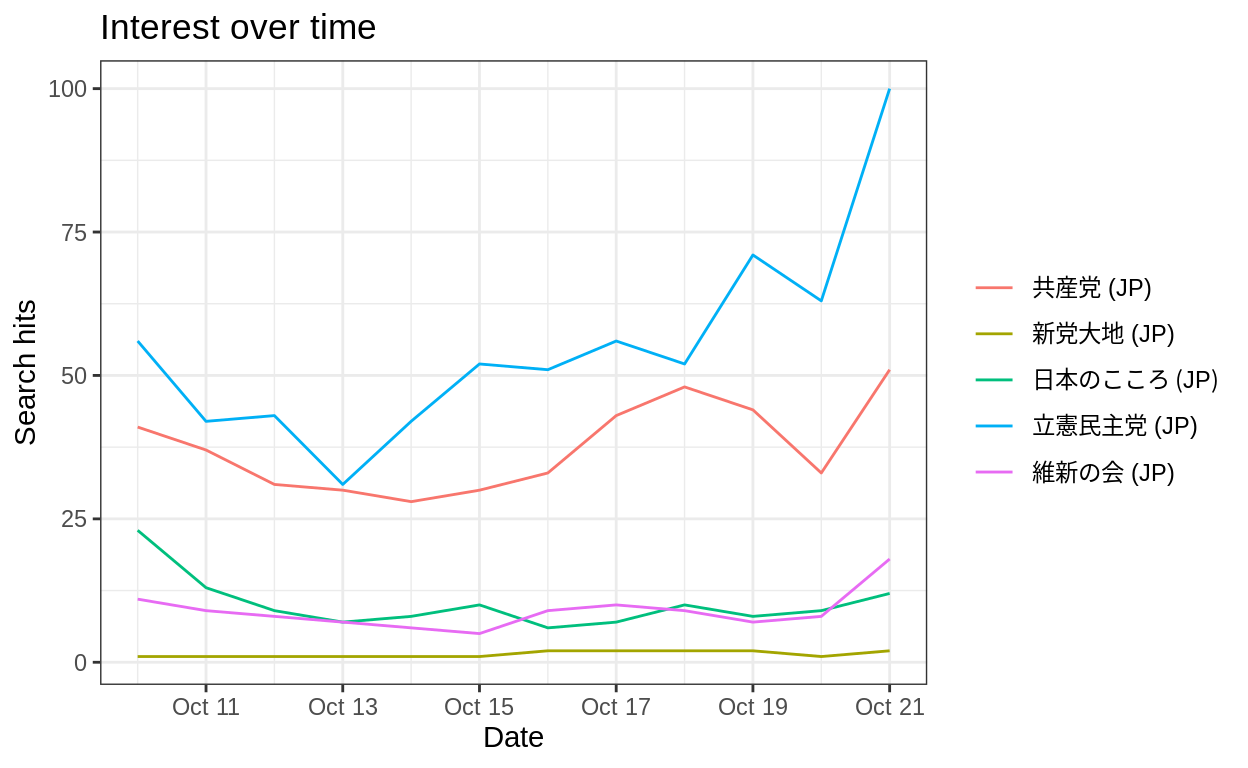 Interest over time
Search hits
100
75
50
25
0
Oct 11
Oct 13
Oct 15
Oct 17
Oct 19
Oct 21
Date
共産党 (JP)
新党大地 (JP)
日本のこころ (JP)
立憲民主党 (JP)
維新の会 (JP)